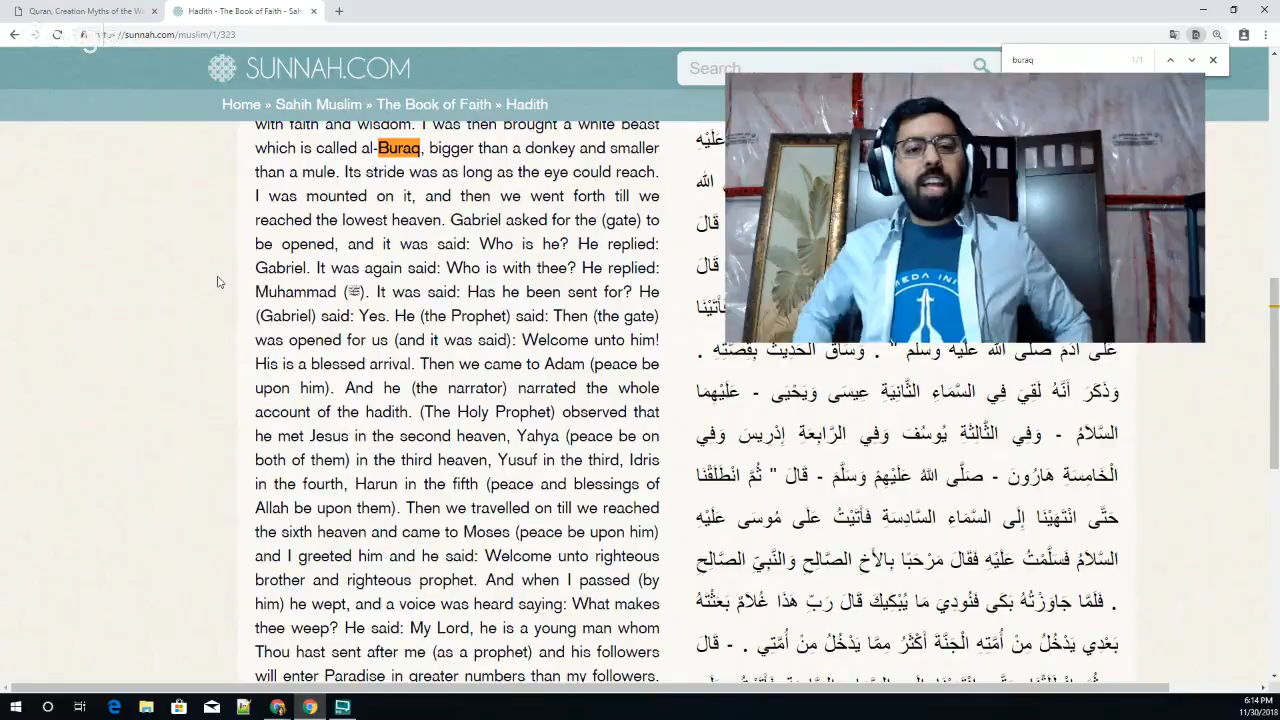 Quran, Creation Myths of the We
Hadith - The Book of Faith - Sah
://sunnah.com/muslim/1/323
buraq
1/1
SUNNAH.COM
Search...
Home » Sahih Muslim » The Book of Faith » Hadith
with faith and wisdom. I was then brought a white beast
which is called al-Buraq, bigger than a donkey and smaller
than a mule. Its stride was as long as the eye could reach.
I was mounted on it, and then we went forth till we
reached the lowest heaven. Gabriel asked for the (gate) to
be opened, and it was said: Who is he? He replied:
Gabriel. It was again said: Who is with thee? He replied:
Muhammad (ﷺ). It was said: Has he been sent for? He
(Gabriel) said: Yes. He (the Prophet) said: Then (the gate)
was opened for us (and it was said): Welcome unto him!
His is a blessed arrival. Then we came to Adam (peace be
upon him). And he (the narrator) narrated the whole
account of the hadith. (The Holy Prophet) observed that
he met Jesus in the second heaven, Yahya (peace be on
both of them) in the third heaven, Yusuf in the third, Idris
in the fourth, Harun in the fifth (peace and blessings of
Allah be upon them). Then we travelled on till we reached
the sixth heaven and came to Moses (peace be upon him)
and I greeted him and he said: Welcome unto righteous
brother and righteous prophet. And when I passed (by
him) he wept, and a voice was heard saying: What makes
thee weep? He said: My Lord, he is a young man whom
Thou hast sent after me (as a prophet) and his followers
will enter Paradise in greater numbers than my followers.
عَلَيْهِ
الله
قَالَ
قَالَ
فَأَتَيْنَا
عَلَى آدَمَ صلى الله عليه وسلم " . وَسَاقَ الْحَدِيثَ بِقِصَّتِهِ .
وَذَكَرَ أَنَّهُ لَقِيَ فِي السَّمَاءِ الثَّانِيَةِ عِيسَى وَيَحْيَى - عَلَيْهِمَا
السَّلاَمُ - وَفِي الثَّالِثَةِ يُوسُفَ وَفِي الرَّابِعَةِ إِدْرِيسَ وَفِي
الْخَامِسَةِ هَارُونَ - صَلَّى اللهُ عَلَيْهِمْ وَسَلَّمَ - قَالَ " ثُمَّ انْطَلَقْنَا
حَتَّى انْتَهَيْنَا إِلَى السَّمَاءِ السَّادِسَةِ فَأَتَيْتُ عَلَى مُوسَى عَلَيْهِ
السَّلاَمُ فَسَلَّمْتُ عَلَيْهِ فَقَالَ مَرْحَبًا بِالأَخِ الصَّالِحِ وَالنَّبِيِّ الصَّالِحِ
. فَلَمَّا جَاوَزْتُهُ بَكَى فَنُودِيَ مَا يُبْكِيكَ قَالَ رَبِّ هَذَا غُلاَمٌ بَعَثْتَهُ
بَعْدِي يَدْخُلُ مِنْ أُمَّتِهِ الْجَنَّةَ أَكْثَرُ مِمَّا يَدْخُلُ مِنْ أُمَّتِي . - قَالَ
MEDA INI
6:14 PM
11/30/2018